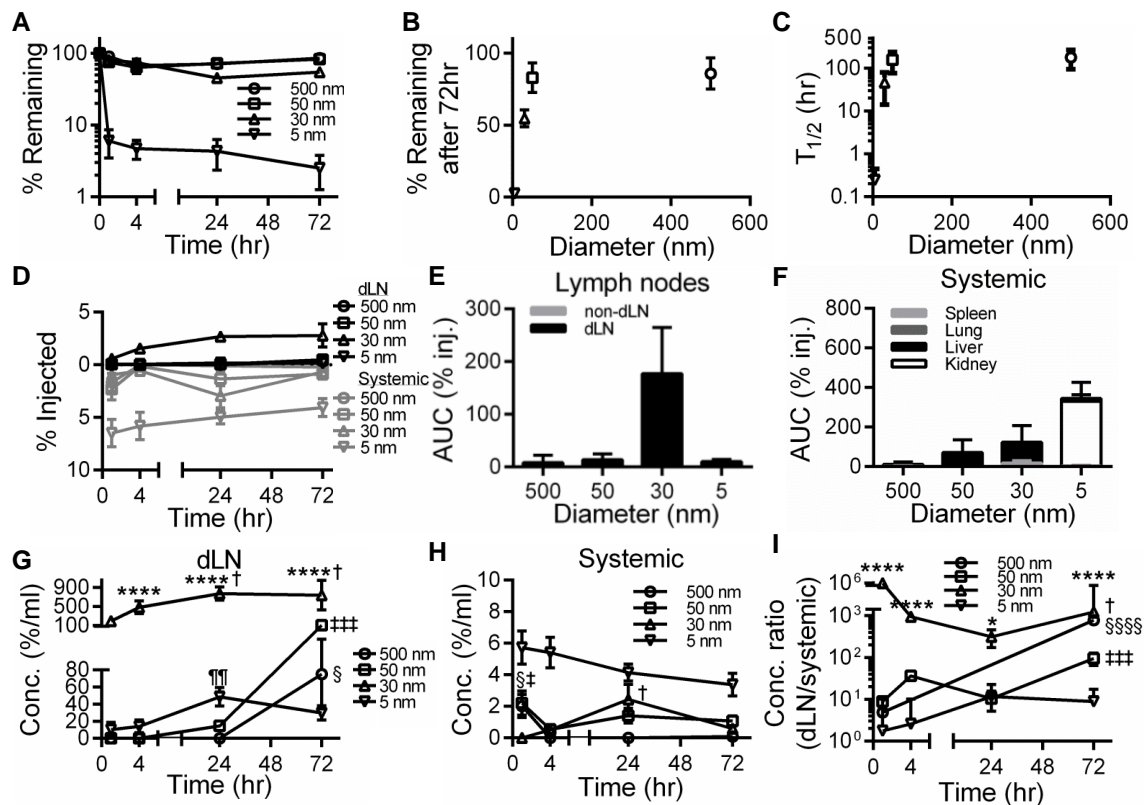 A
% Remaining
100
10
1
0
4
24
48
72
Time (hr)
500 nm
50 nm
30 nm
5 nm
B
% Remaining
after 72hr
100
50
0
0
200
400
600
Diameter (nm)
C
T1/2 (hr)
500
100
10
1
0.1
0
200
400
600
Diameter (nm)
D
% Injected
5
0
5
10
0
4
24
48
72
Time (hr)
dLN
500 nm
50 nm
30 nm
5 nm
Systemic
500 nm
50 nm
30 nm
5 nm
E
Lymph nodes
non-dLN
dLN
AUC (% inj.)
300
200
100
0
500
50
30
5
Diameter (nm)
F
Systemic
Spleen
Lung
Liver
Kidney
AUC (% inj.)
800
600
400
200
0
500
50
30
5
Diameter (nm)
G
dLN
Conc. (%/ml)
900
500
100
80
60
40
20
0
****
****†
****†
‡‡‡
¶¶
§
500 nm
50 nm
30 nm
5 nm
0
4
24
48
72
Time (hr)
H
Systemic
Conc. (%/ml)
10
8
6
4
2
0
500 nm
50 nm
30 nm
5 nm
§‡
†
0
4
24
48
72
Time (hr)
I
Conc. ratio
(dLN/systemic)
10⁶
10³
10²
10¹
10⁰
500 nm
50 nm
30 nm
5 nm
****
****
*
****
†
§§§§
‡‡‡
0
4
24
48
72
Time (hr)